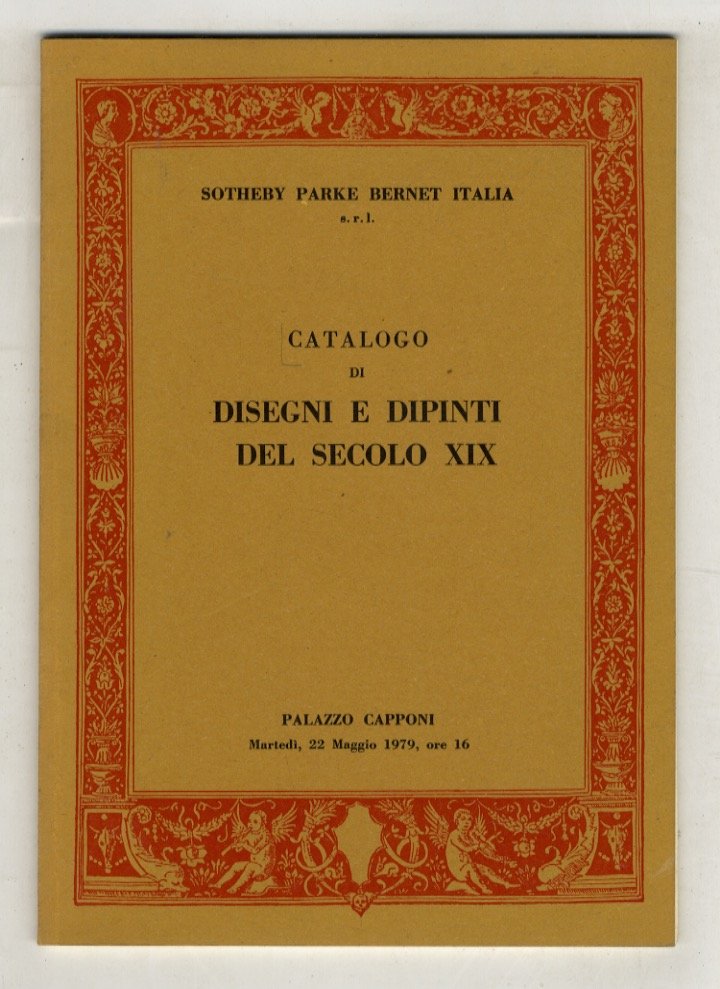 SOTHEBY PARKE BERNET ITALIA
s. r. l.
CATALOGO
DI
DISEGNI E DIPINTI
DEL SECOLO XIX
PALAZZO CAPPONI
Martedì, 22 Maggio 1979, ore 16